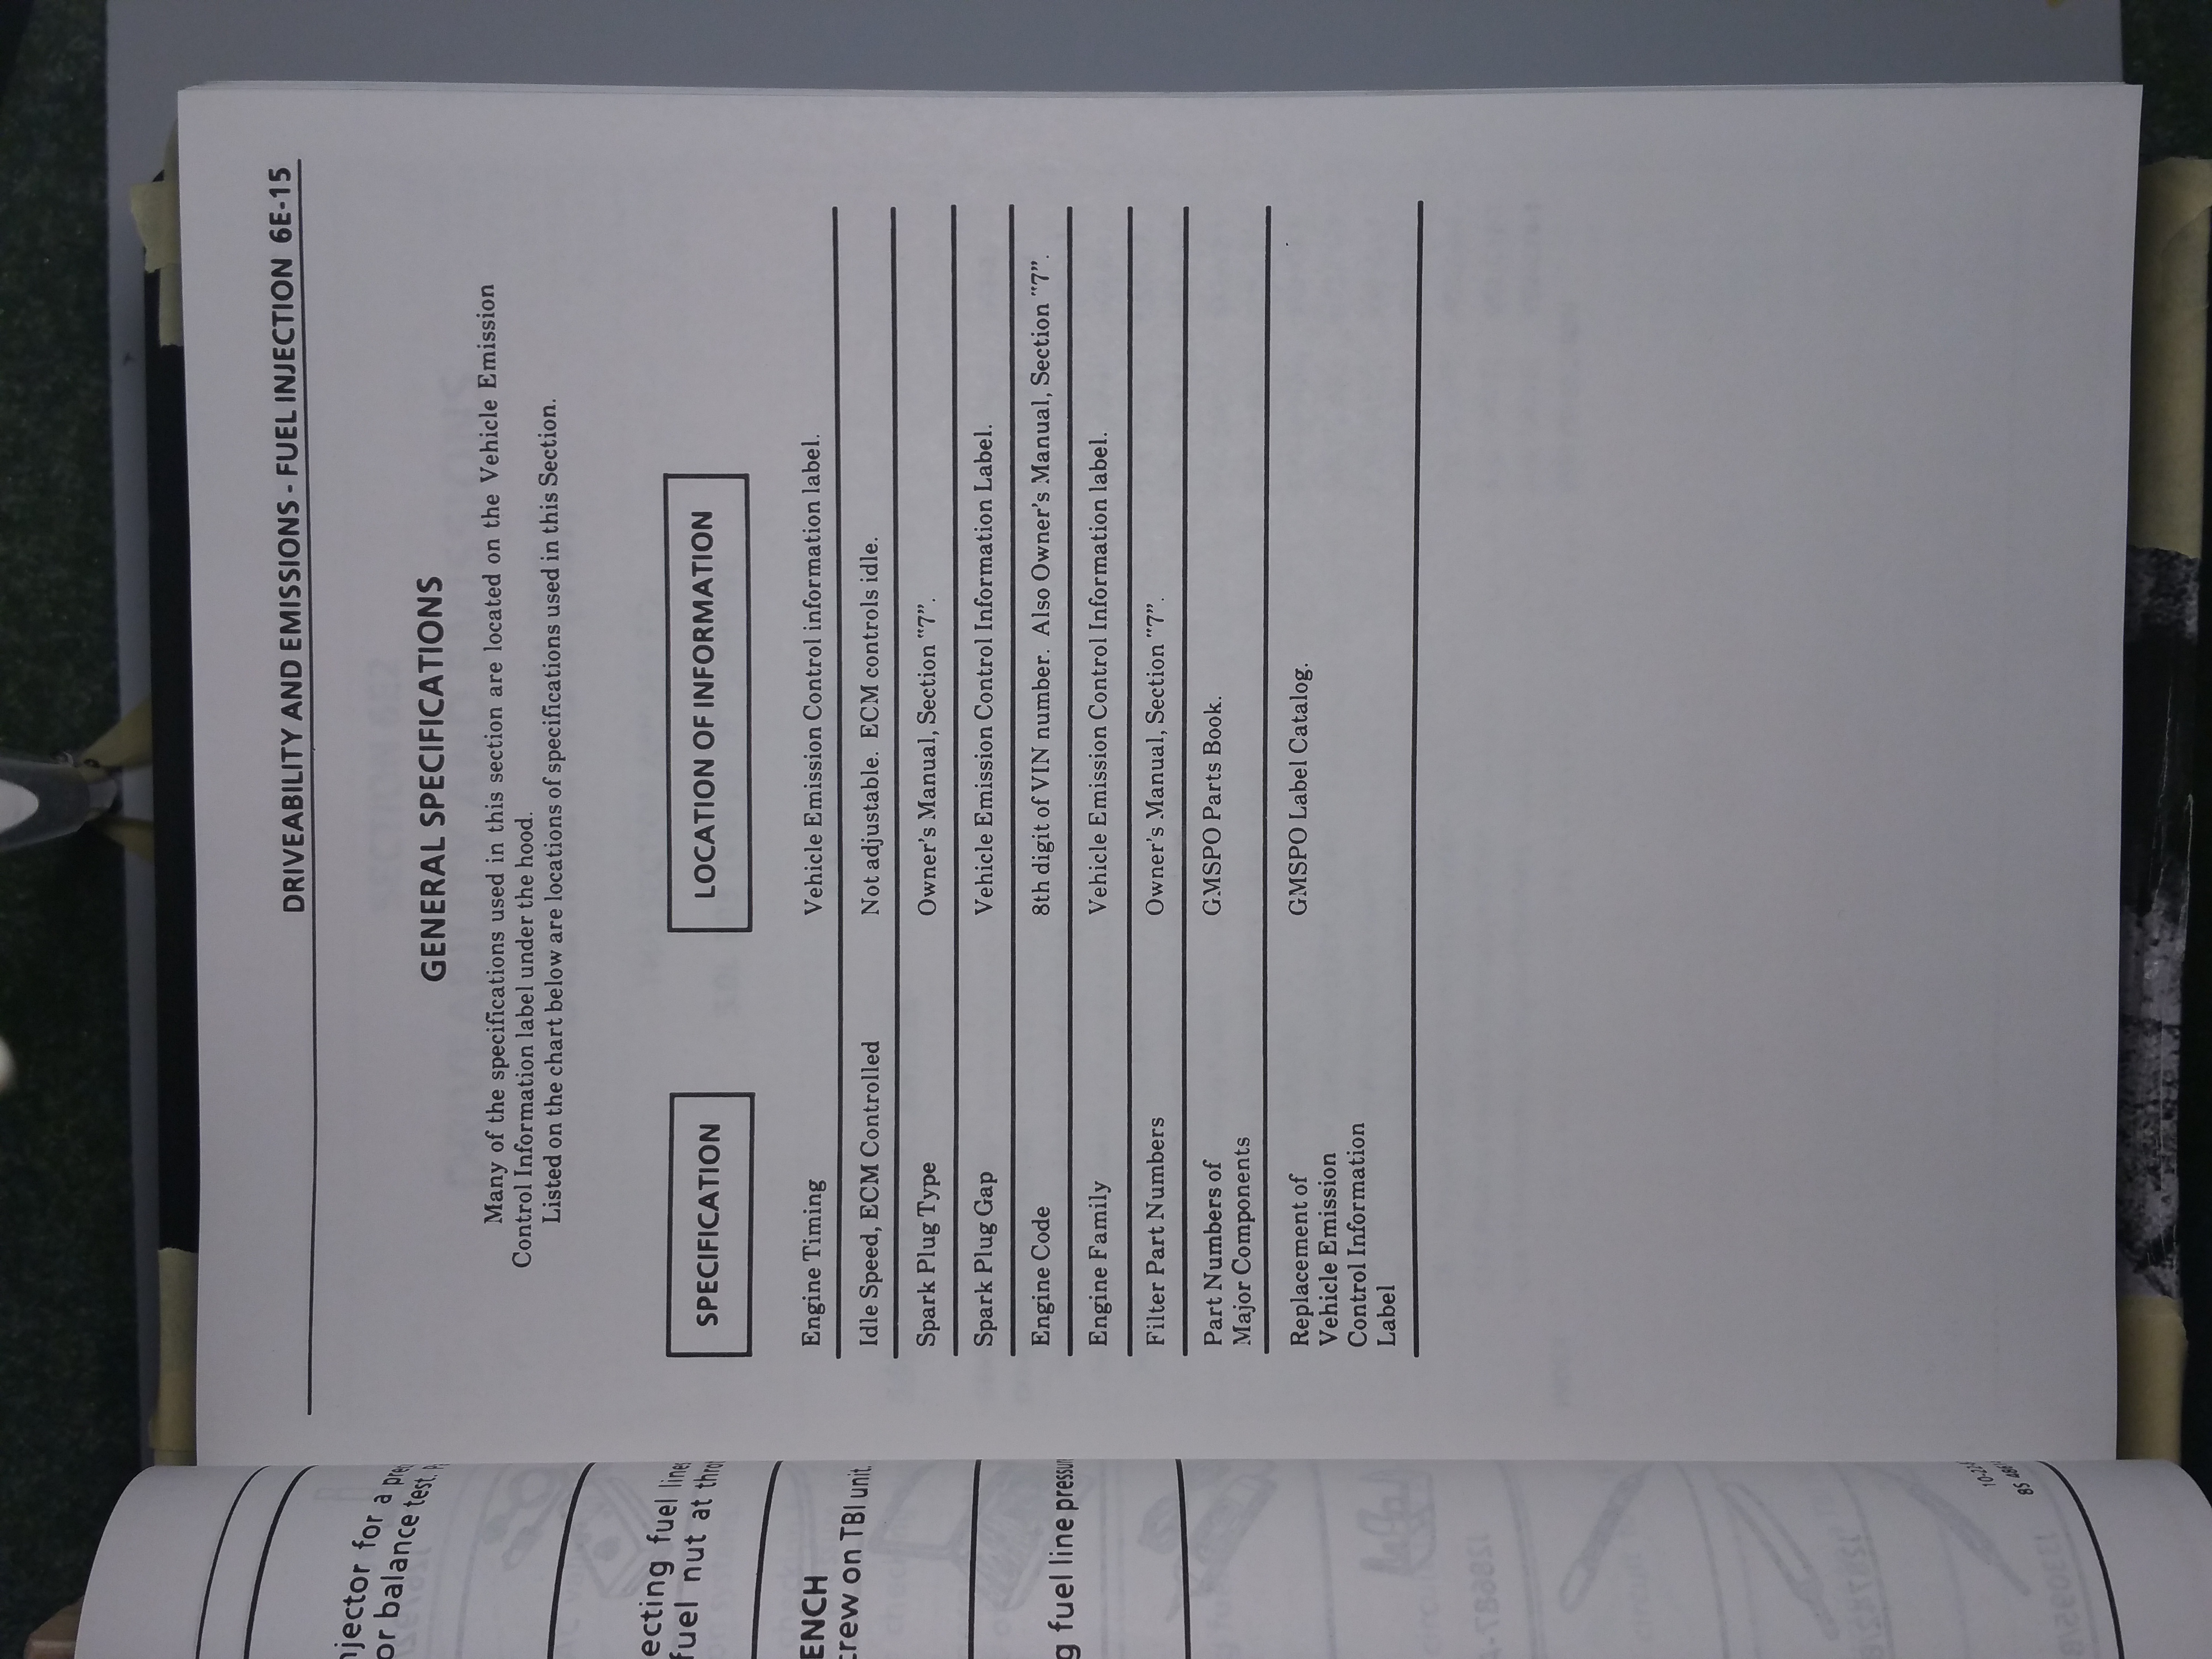 DRIVEABILITY AND EMISSIONS - FUEL INJECTION 6E-15
GENERAL SPECIFICATIONS
Many of the specifications used in this section are located on the Vehicle Emission
Control Information label under the hood.
Listed on the chart below are locations of specifications used in this Section.
SPECIFICATION LOCATION OF INFORMATION
Engine Timing Vehicle Emission Control information label.
Idle Speed, ECM Controlled Not adjustable. ECM controls idle.
Spark Plug Type Owner's Manual, Section "7".
Spark Plug Gap Vehicle Emission Control Information Label.
Engine Code 8th digit of VIN number. Also Owner's Manual, Section "7".
Engine Family Vehicle Emission Control Information label.
Filter Part Numbers Owner's Manual, Section "7".
Part Numbers of GMSPO Parts Book.
Major Components
Replacement of GMSPO Label Catalog.
Vehicle Emission
Control Information
Label
njector for a
or balance test.
ecting fuel lines
fuel nut at
ENCH
crew on TBI unit.
g fuel line